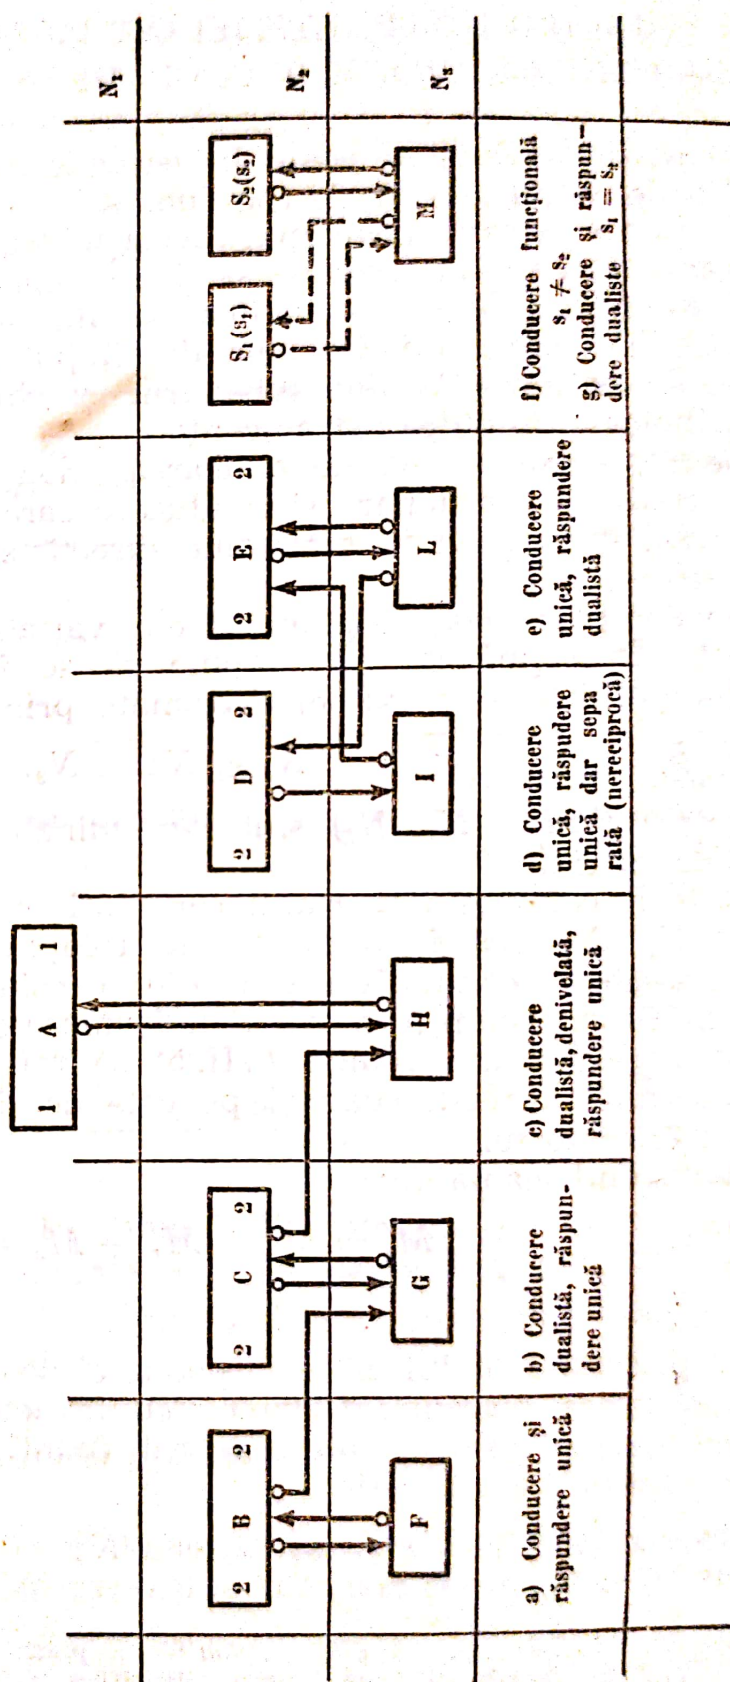 1 A 1
N₁
2 B 2
2 C 2
2 D 2
2 E 2
S₁(s₁)
S₂(s₂)
N₂
F
G
H
I
L
M
N₃
a) Conducere și
răspundere unică
b) Conducere
dualistă, răspun-
dere unică
c) Conducere
dualistă, denivelată,
răspundere unică
d) Conducere
unică, răspudere
unică dar sepa
rată (nereciprocă)
e) Conducere
unică, răspundere
dualistă
f) Conducere funcțională
s₁ ≠ s₂
g) Conducere și răspun-
dere dualiste s₁ = s₂